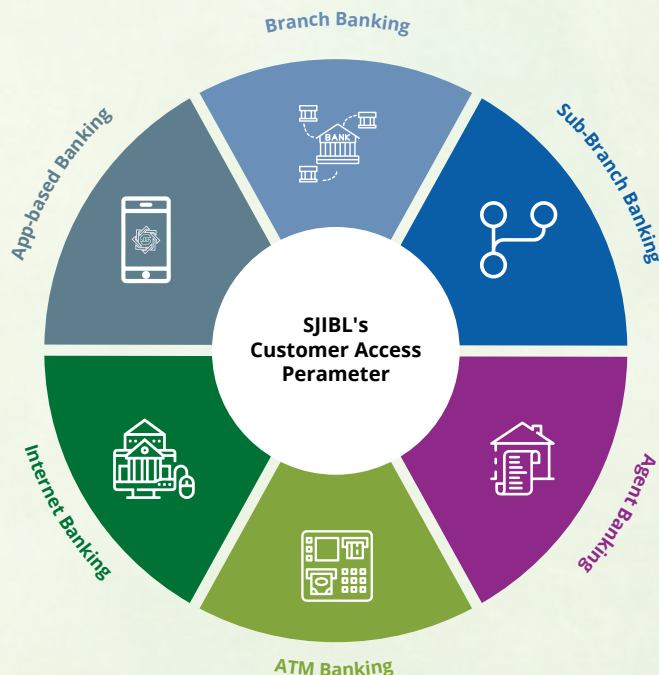 Branch Banking
Sub-Branch Banking
Agent Banking
ATM Banking
Internet Banking
App-based Banking
BANK
SJIBL's
Customer Access
Perameter